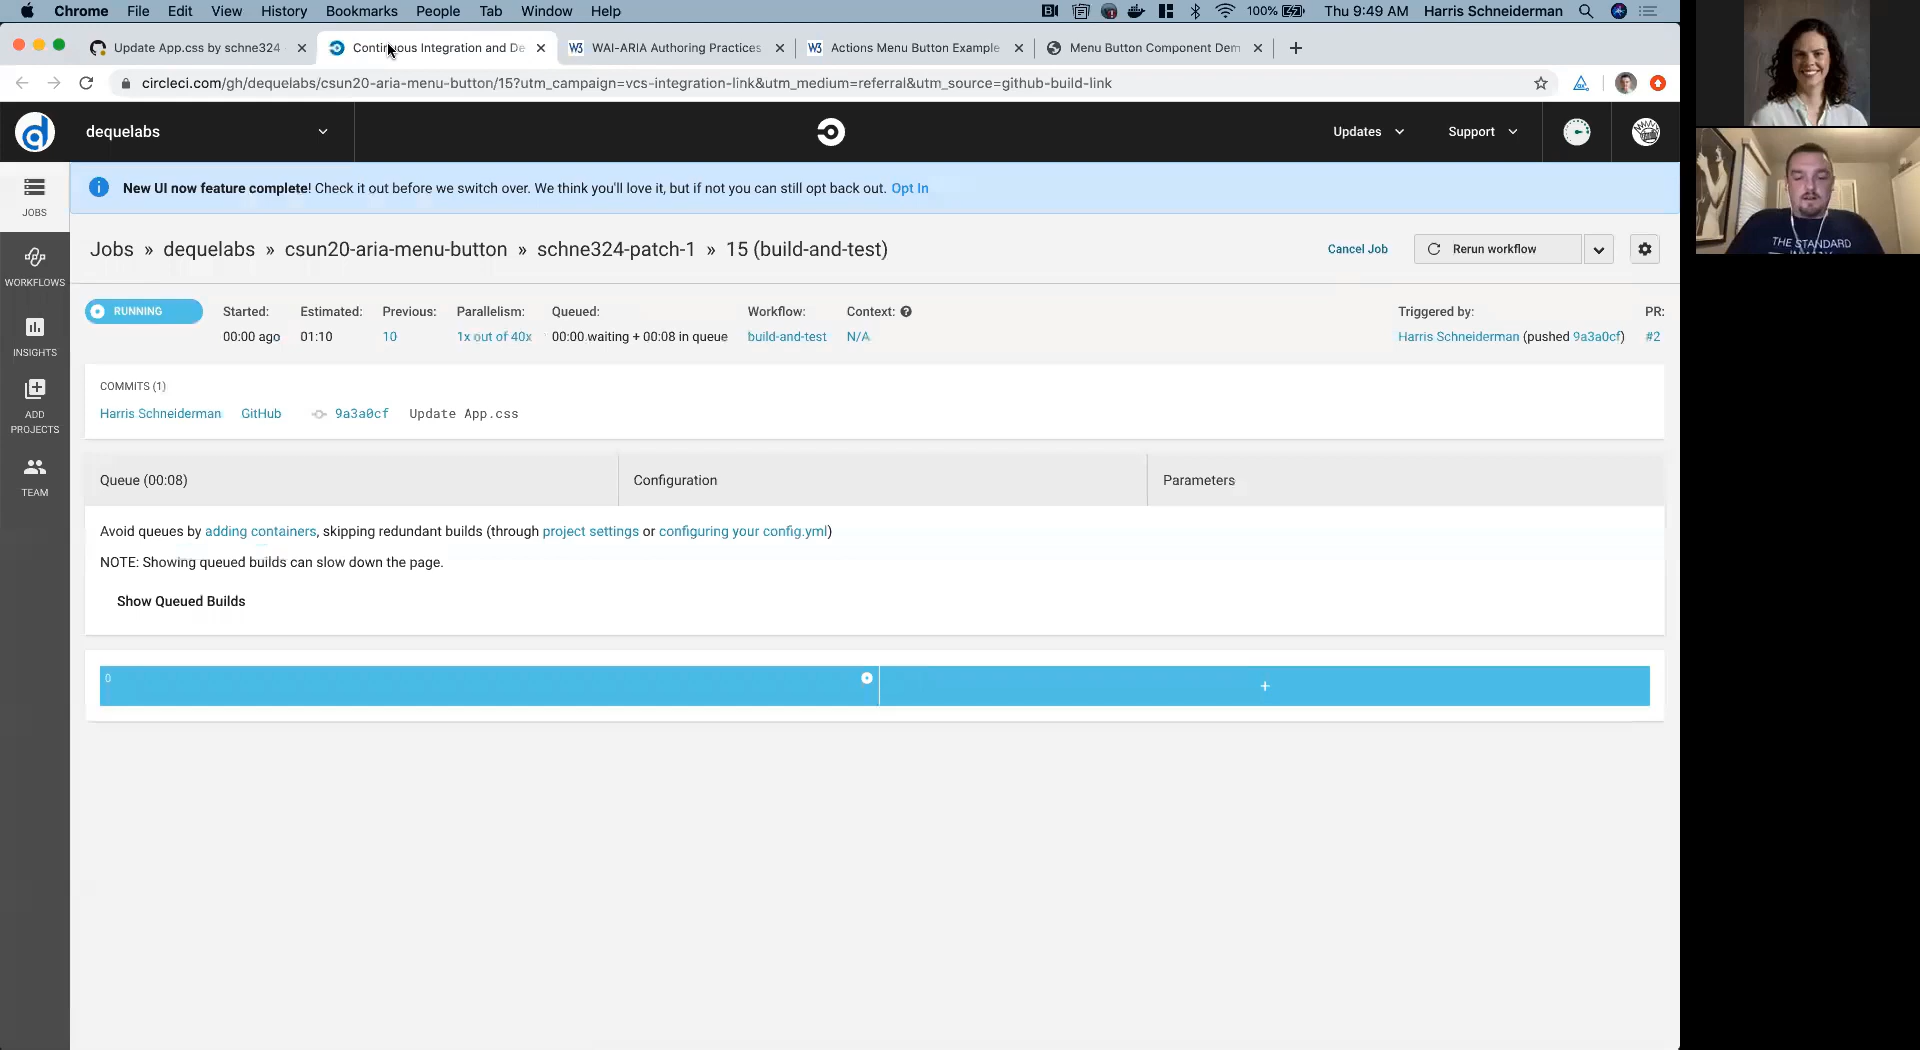 Chrome File Edit View History Bookmarks People Tab Window Help 100% Thu 9:49 AM Harris Schneiderman
Update App.css by schne324 Continuous Integration and De WAI-ARIA Authoring Practices Actions Menu Button Example Menu Button Component Dem
circleci.com/gh/dequelabs/csun20-aria-menu-button/15?utm_campaign=vcs-integration-link&utm_medium=referral&utm_source=github-build-link
dequelabs Updates Support
New UI now feature complete! Check it out before we switch over. We think you'll love it, but if not you can still opt back out. Opt In
JOBS
WORKFLOWS
INSIGHTS
ADD
PROJECTS
TEAM
Jobs » dequelabs » csun20-aria-menu-button » schne324-patch-1 » 15 (build-and-test) Cancel Job Rerun workflow
RUNNING Started: Estimated: Previous: Parallelism: Queued: Workflow: Context: Triggered by: PR:
00:00 ago 01:10 10 1x out of 40x 00:00 waiting + 00:08 in queue build-and-test N/A Harris Schneiderman (pushed 9a3a0cf) #2
COMMITS (1)
Harris Schneiderman GitHub 9a3a0cf Update App.css
Queue (00:08) Configuration Parameters
Avoid queues by adding containers, skipping redundant builds (through project settings or configuring your config.yml)
NOTE: Showing queued builds can slow down the page.
Show Queued Builds
0 +
THE STANDARD